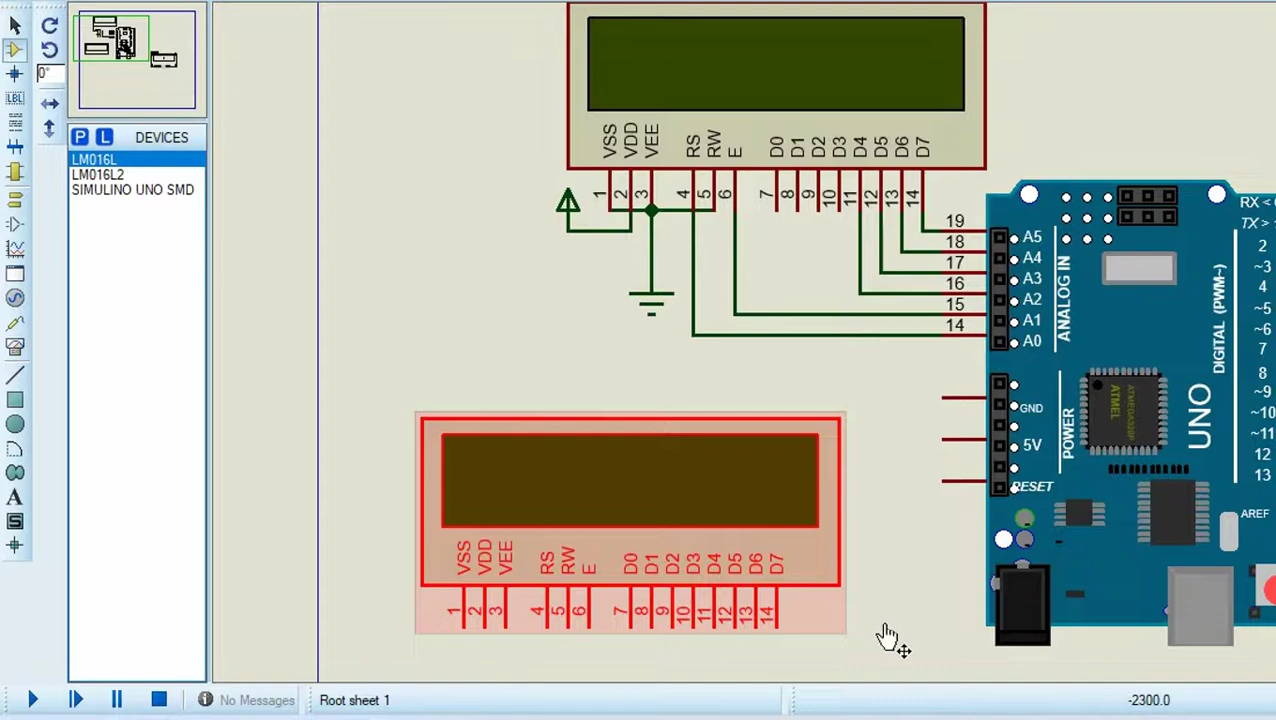 0°
LBL
P L DEVICES
LM016L
LM016L2
SIMULINO UNO SMD
A
S
VSS VDD VEE RS RW E D0 D1 D2 D3 D4 D5 D6 D7
1 2 3 4 5 6 7 8 9 10 11 12 13 14
19 A5
18 A4
17 A3
16 A2
15 A1
14 A0
ANALOG IN
RX <
TX >
2
~3
4
~5
~6
7
8
~9
~10
~11
12
13
DIGITAL (PWM~)
GND
5V
RESET
POWER
ATMEL
UNO
AREF
VSS VDD VEE RS RW E D0 D1 D2 D3 D4 D5 D6 D7
1 2 3 4 5 6 7 8 9 10 11 12 13 14
No Messages
Root sheet 1
-2300.0